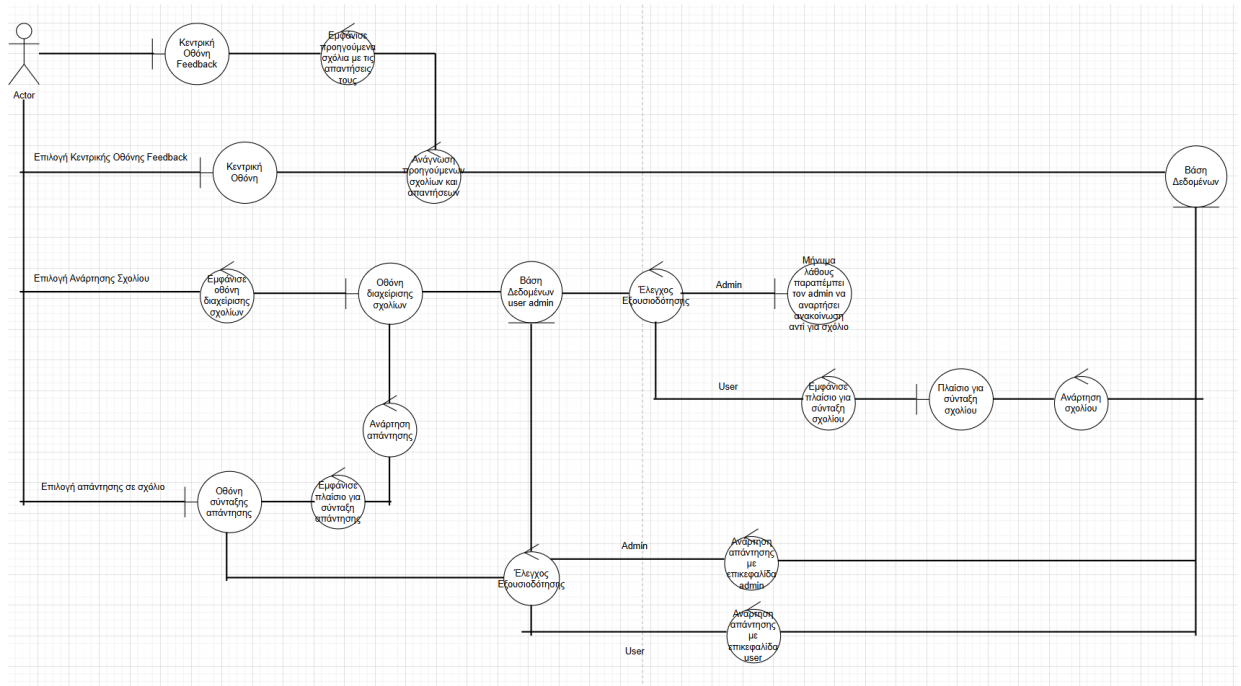 Κεντρική
Οθόνη
Feedback
Εμφάνισε
προηγούμενα
σχόλια με τις
απαντήσεις
τους
Actor
Επιλογή Κεντρικής Οθόνης Feedback
Κεντρική
Οθόνη
Ανάγνωση
προηγούμενων
σχολίων και
απαντήσεων
Βάση
Δεδομένων
Επιλογή Ανάρτησης Σχολίου
Εμφάνισε
οθόνη
διαχείρισης
σχολίων
Οθόνη
διαχείρισης
σχολίων
Βάση
Δεδομένων
user admin
Έλεγχος
Εξουσιοδότησης
Admin
Μήνυμα
λάθους
παραπέμπει
τον admin να
αναρτήσει
ανακοίνωση
αντί για σχόλιο
User
Εμφάνισε
πλαίσιο για
σύνταξη
σχολίου
Πλαίσιο για
σύνταξη
σχολίου
Ανάρτηση
σχολίου
Ανάρτηση
απάντησης
Επιλογή απάντησης σε σχόλιο
Οθόνη
σύνταξης
απάντησης
Εμφάνισε
πλαίσιο για
σύνταξη
απάντησης
Έλεγχος
Εξουσιοδότησης
Admin
Ανάρτηση
απάντησης
με
επικεφαλίδα
admin
User
Ανάρτηση
απάντησης
με
επικεφαλίδα
user